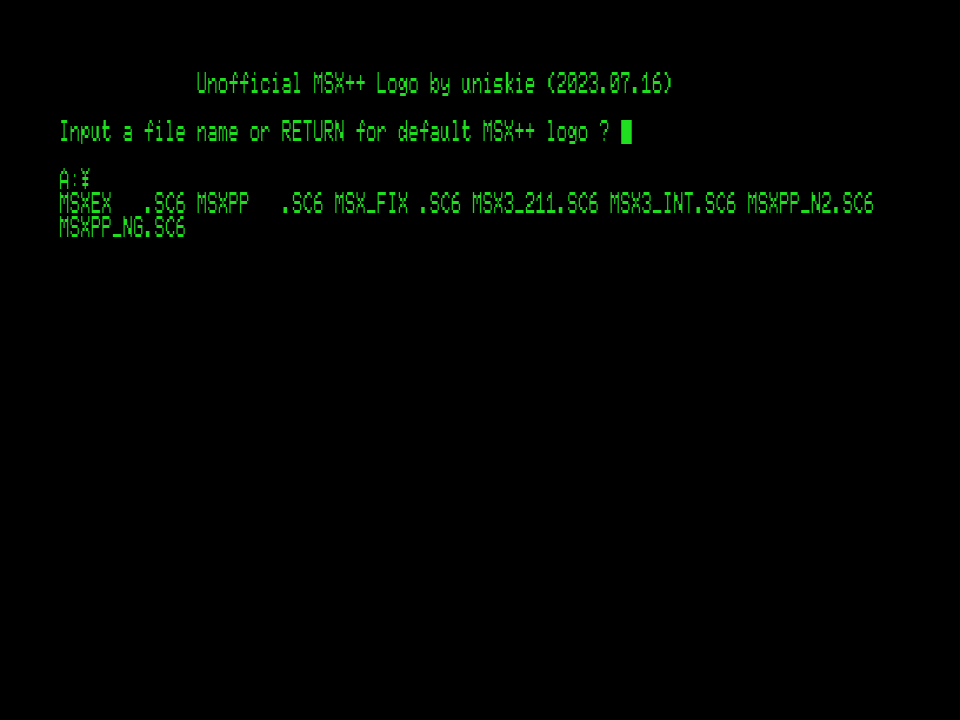 Unofficial MSX++ Logo by uniskie (2023.07.16)
Input a file name or RETURN for default MSX++ logo ?
A:¥
MSXEX   .SC6 MSXPP   .SC6 MSX_FIX .SC6 MSX3_211.SC6 MSX3_INT.SC6 MSXPP_N2.SC6
MSXPP_NG.SC6